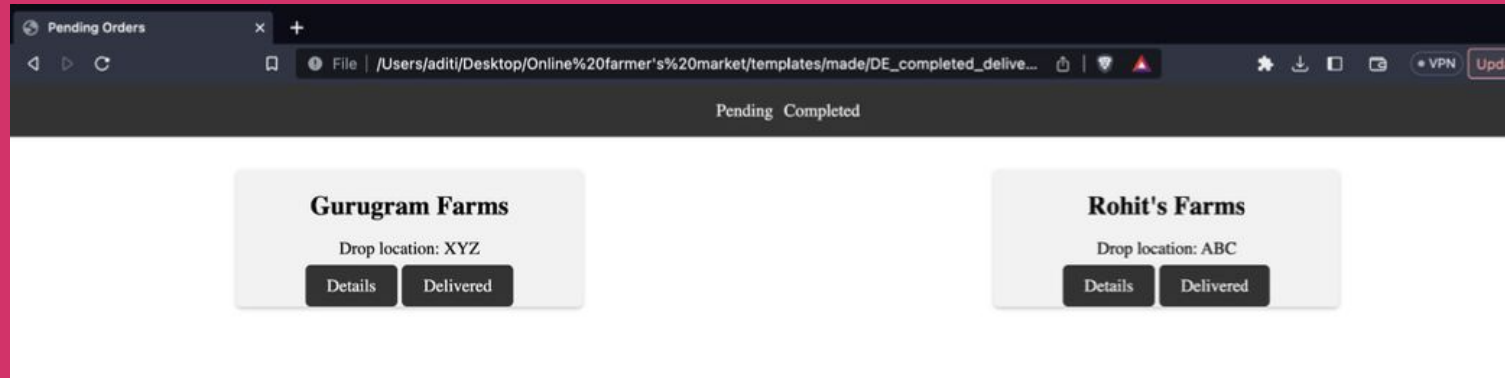 Pending Orders
File | /Users/aditi/Desktop/Online%20farmer's%20market/templates/made/DE_completed_delive...
VPN
Upd
Pending Completed
Gurugram Farms
Drop location: XYZ
Details Delivered
Rohit's Farms
Drop location: ABC
Details Delivered